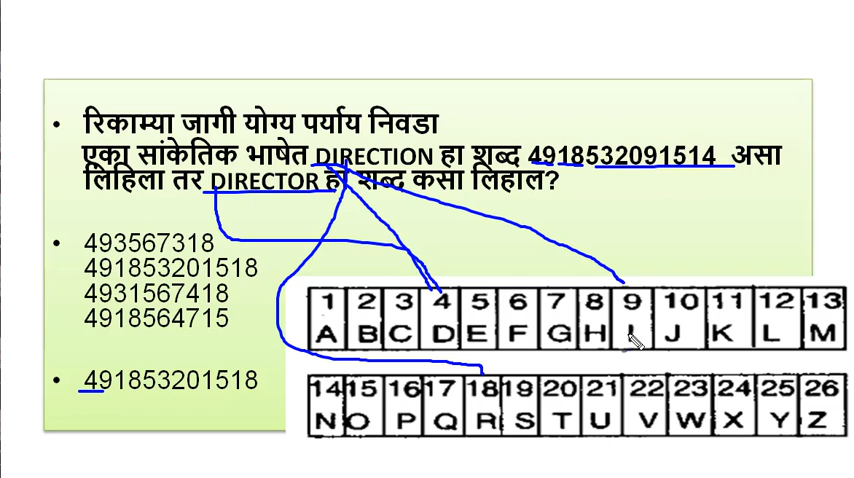 रिकाम्या जागी योग्य पर्याय निवडा
एका सांकेतिक भाषेत DIRECTION हा शब्द 4918532091514 असा
लिहिला तर DIRECTOR हा शब्द कसा लिहाल?
493567318
491853201518
4931567418
4918564715
491853201518
1 2 3 4 5 6 7 8 9 10 11 12 13
A B C D E F G H I J K L M
14 15 16 17 18 19 20 21 22 23 24 25 26
N O P Q R S T U V W X Y Z